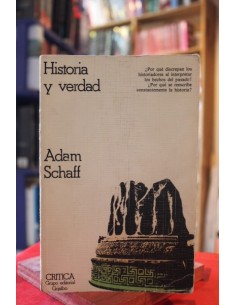 Historia
y verdad
¿Por qué discrepan los
historiadores al interpretar
los hechos del pasado?
¿Por qué se reescribe
constantemente la historia?
Adam
Schaff
CRITICA
Grupo editorial
Grijalbo